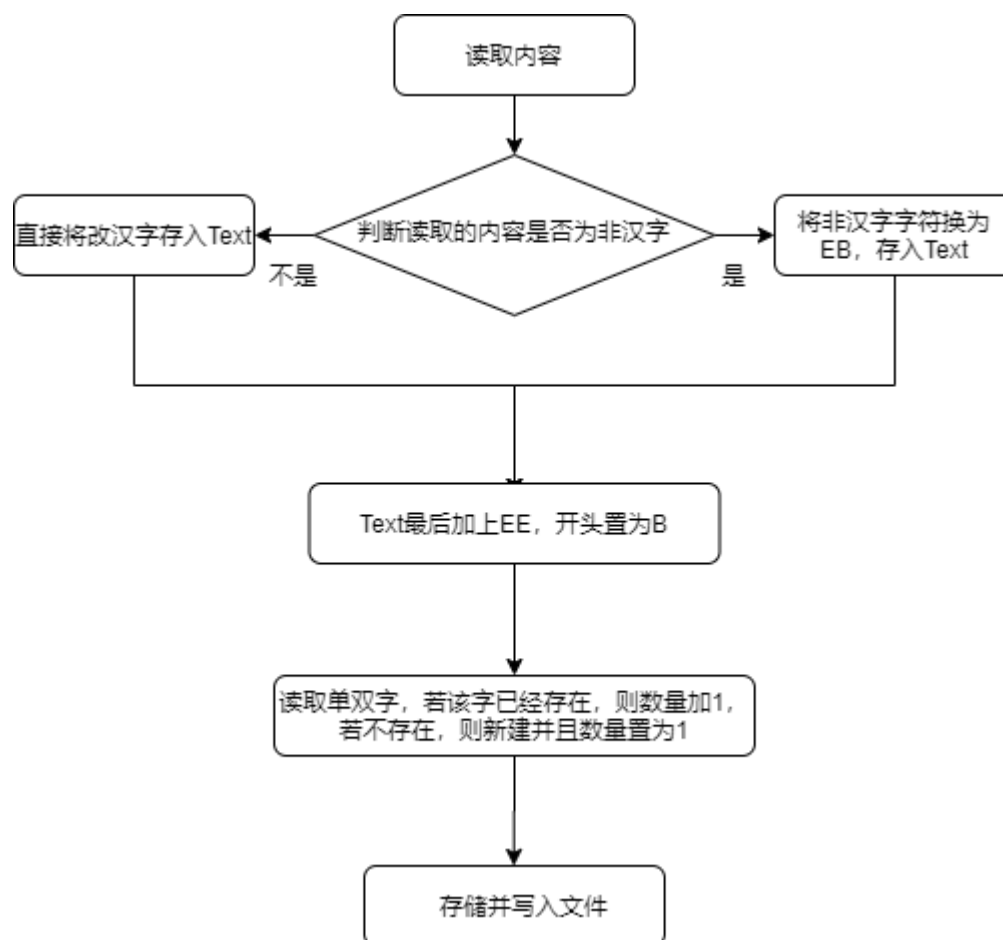 读取内容
判断读取的内容是否为非汉字
直接将改汉字存入Text
将非汉字字符换为
EB，存入Text
不是
是
Text最后加上EE，开头置为B
读取单双字，若该字已经存在，则数量加1，
若不存在，则新建并且数量置为1
存储并写入文件